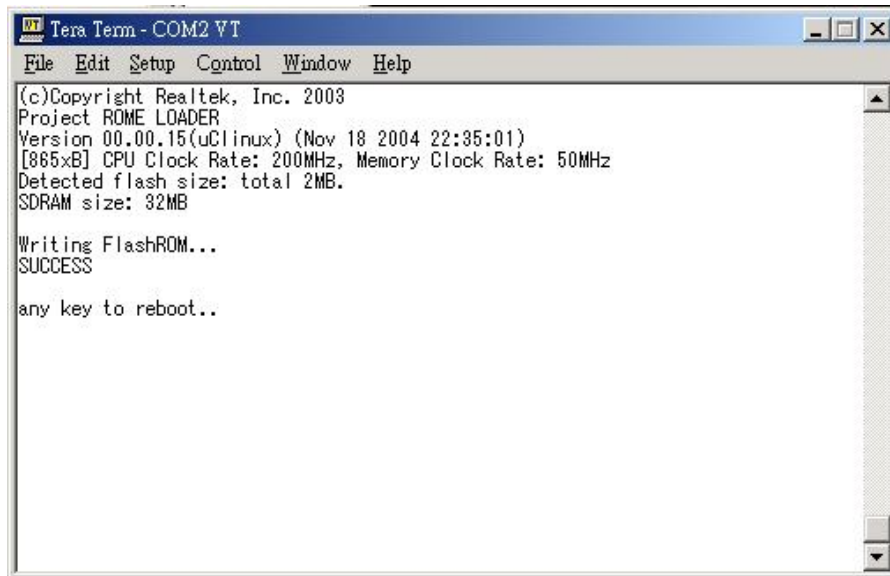 Tera Term - COM2 VT
File Edit Setup Control Window Help
(c)Copyright Realtek, Inc. 2003
Project ROME LOADER
Version 00.00.15(uClinux) (Nov 18 2004 22:35:01)
[865xB] CPU Clock Rate: 200MHz, Memory Clock Rate: 50MHz
Detected flash size: total 2MB.
SDRAM size: 32MB
Writing FlashROM...
SUCCESS
any key to reboot..